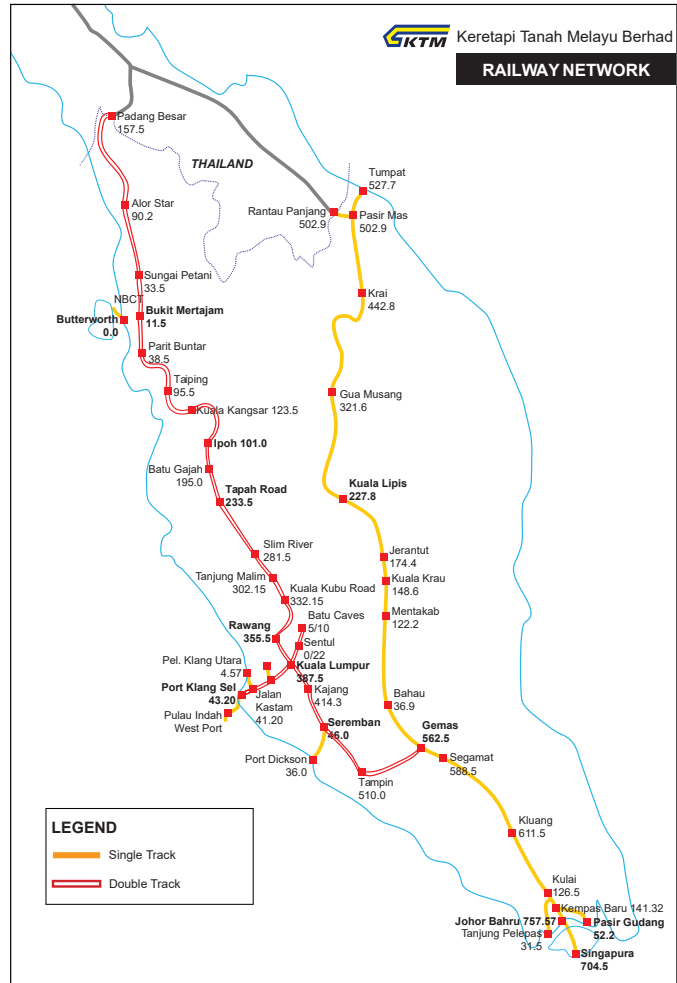 KTM
Keretapi Tanah Melayu Berhad
RAILWAY NETWORK
Padang Besar
157.5
THAILAND
Tumpat
527.7
Alor Star
90.2
Rantau Panjang
502.9
Pasir Mas
502.9
Sungai Petani
33.5
Krai
442.8
NBCT
Butterworth
0.0
Bukit Mertajam
11.5
Parit Buntar
38.5
Taiping
95.5
Kuala Kangsar 123.5
Gua Musang
321.6
Ipoh 101.0
Batu Gajah
195.0
Tapah Road
233.5
Kuala Lipis
227.8
Slim River
281.5
Jerantut
174.4
Tanjung Malim
302.15
Kuala Krau
148.6
Kuala Kubu Road
332.15
Batu Caves
5/10
Mentakab
122.2
Rawang
355.5
Sentul
0/22
Pel. Klang Utara
4.57
Kuala Lumpur
387.5
Port Klang Sel
43.20
Jalan
Kastam
41.20
Kajang
414.3
Bahau
36.9
Pulau Indah
West Port
Seremban
46.0
Gemas
562.5
Port Dickson
36.0
Segamat
588.5
Tampin
510.0
LEGEND
Single Track
Double Track
Kluang
611.5
Kulai
126.5
Kempas Baru 141.32
Johor Bahru 757.57
Pasir Gudang
52.2
Tanjung Pelepas
31.5
Singapura
704.5